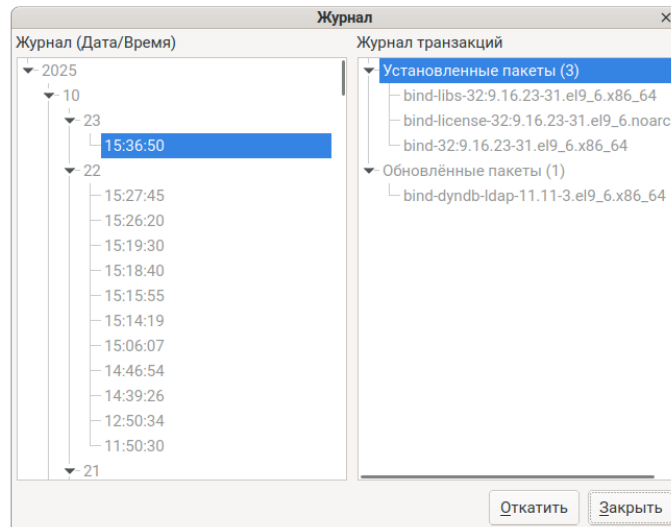 Журнал
Журнал (Дата/Время)
2025
10
23
15:36:50
22
15:27:45
15:26:20
15:19:30
15:18:40
15:15:55
15:14:19
15:06:07
14:46:54
14:39:26
12:50:34
11:50:30
21
Журнал транзакций
Установленные пакеты (3)
bind-libs-32:9.16.23-31.el9_6.x86_64
bind-license-32:9.16.23-31.el9_6.noarc
bind-32:9.16.23-31.el9_6.x86_64
Обновлённые пакеты (1)
bind-dyndb-ldap-11.11-3.el9_6.x86_64
Откатить
Закрыть